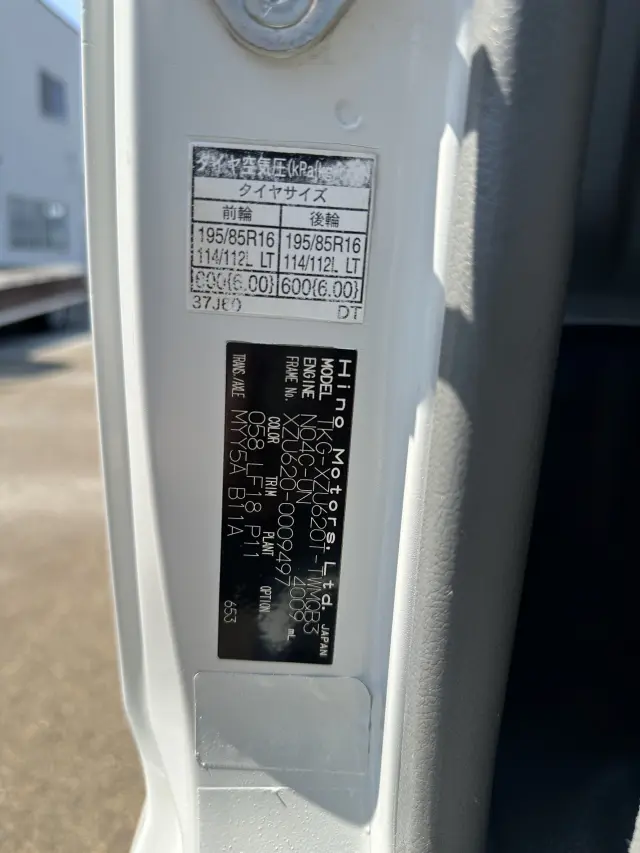 タイヤ空気圧(kPa{kg
タイヤサイズ
前輪 後輪
195/85R16 195/85R16
114/112L LT 114/112L LT
600{6.00} 600{6.00}
37J60 DT
Hino Motors, Ltd. JAPAN
MODEL TKG-XZU620T-TWMQB3
ENGINE N04C-UN 4009 mL
FRAME No. XZU620-0009497
COLOR TRIM PLANT OPTION
058 LF18 P11
TRANS/AXLE MYY5A B11A 653